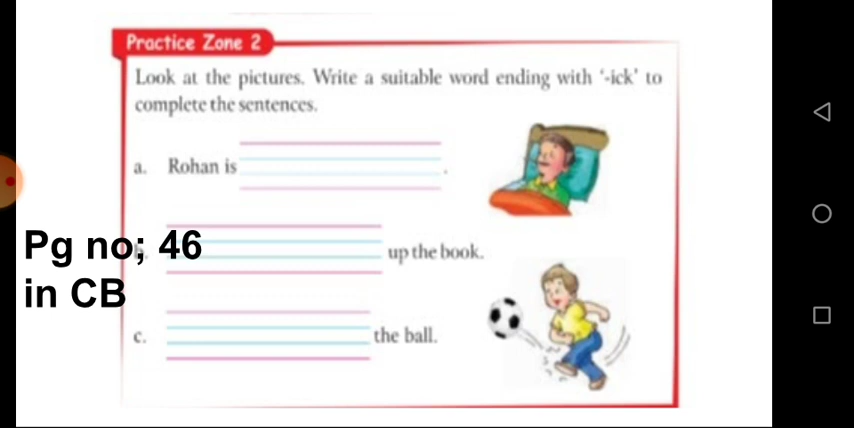 Practice Zone 2
Look at the pictures. Write a suitable word ending with '-ick' to
complete the sentences.
a. Rohan is .
Pg no; 46
up the book.
in CB
c. the ball.